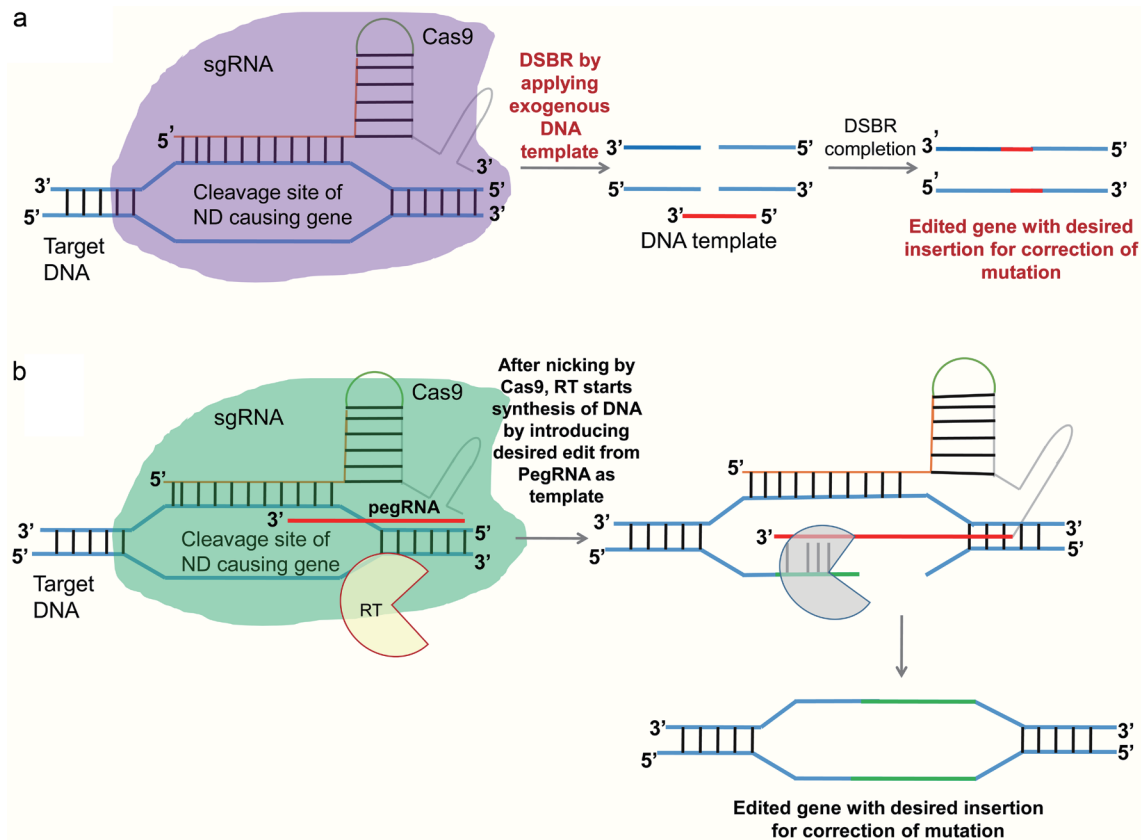 a
Cas9
sgRNA
DSBR by
applying
exogenous
DNA
template
5’
3’
3’
5’
5’
3’
Cleavage site of
ND causing gene
Target
DNA
3’
5’
5’
3’
3’
5’
DNA template
DSBR
completion
3’
5’
5’
3’
Edited gene with desired
insertion for correction of
mutation
b
Cas9
sgRNA
After nicking by
Cas9, RT starts
synthesis of DNA
by introducing
desired edit from
PegRNA as
template
5’
pegRNA
3’
3’
5’
5’
3’
Cleavage site of
ND causing gene
Target
DNA
RT
5’
3’
3’
5’
5’
3’
3’
3’
5’
5’
Edited gene with desired insertion
for correction of mutation